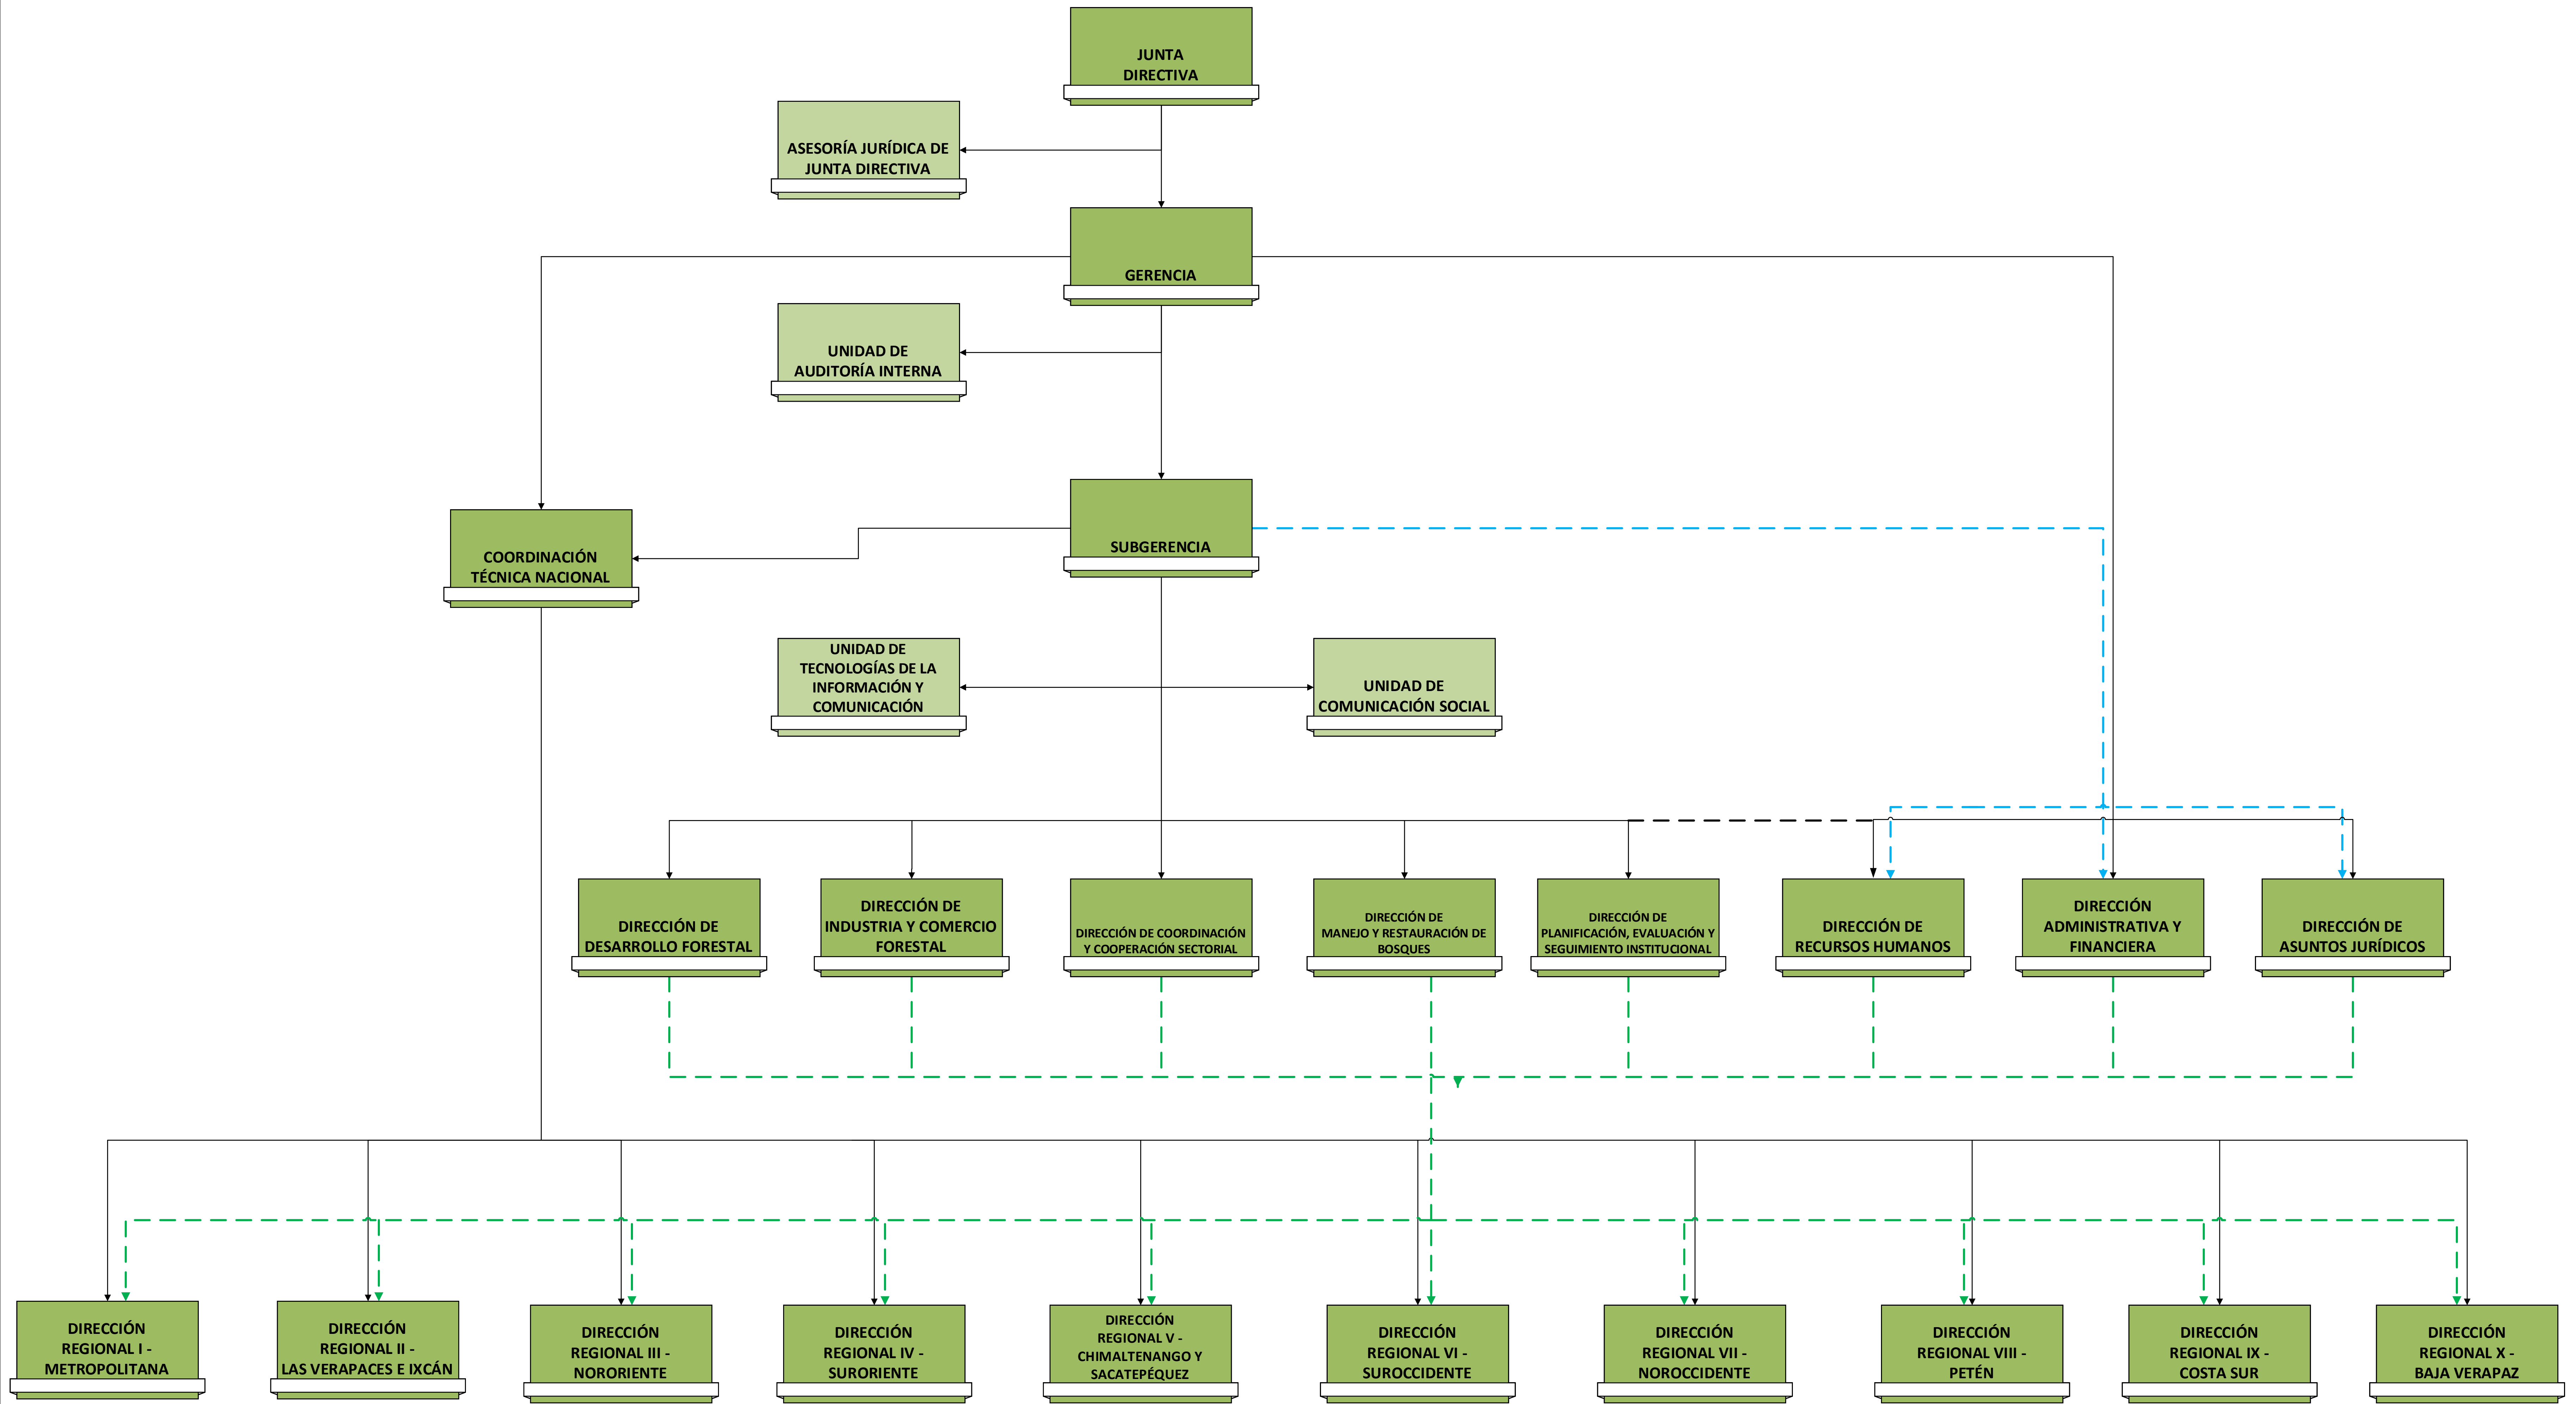 JUNTA
DIRECTIVA
ASESORÍA JURÍDICA DE
JUNTA DIRECTIVA
GERENCIA
UNIDAD DE
AUDITORÍA INTERNA
SUBGERENCIA
COORDINACIÓN
TÉCNICA NACIONAL
UNIDAD DE
TECNOLOGÍAS DE LA
INFORMACIÓN Y
COMUNICACIÓN
UNIDAD DE
COMUNICACIÓN SOCIAL
DIRECCIÓN DE
DESARROLLO FORESTAL
DIRECCIÓN DE
INDUSTRIA Y COMERCIO
FORESTAL
DIRECCIÓN DE COORDINACIÓN
Y COOPERACIÓN SECTORIAL
DIRECCIÓN DE
MANEJO Y RESTAURACIÓN DE
BOSQUES
DIRECCIÓN DE
PLANIFICACIÓN, EVALUACIÓN Y
SEGUIMIENTO INSTITUCIONAL
DIRECCIÓN DE
RECURSOS HUMANOS
DIRECCIÓN
ADMINISTRATIVA Y
FINANCIERA
DIRECCIÓN DE
ASUNTOS JURÍDICOS
DIRECCIÓN
REGIONAL I -
METROPOLITANA
DIRECCIÓN
REGIONAL II -
LAS VERAPACES E IXCÁN
DIRECCIÓN
REGIONAL III -
NORORIENTE
DIRECCIÓN
REGIONAL IV -
SURORIENTE
DIRECCIÓN
REGIONAL V -
CHIMALTENANGO Y
SACATEPÉQUEZ
DIRECCIÓN
REGIONAL VI -
SUROCCIDENTE
DIRECCIÓN
REGIONAL VII -
NOROCCIDENTE
DIRECCIÓN
REGIONAL VIII -
PETÉN
DIRECCIÓN
REGIONAL IX -
COSTA SUR
DIRECCIÓN
REGIONAL X -
BAJA VERAPAZ